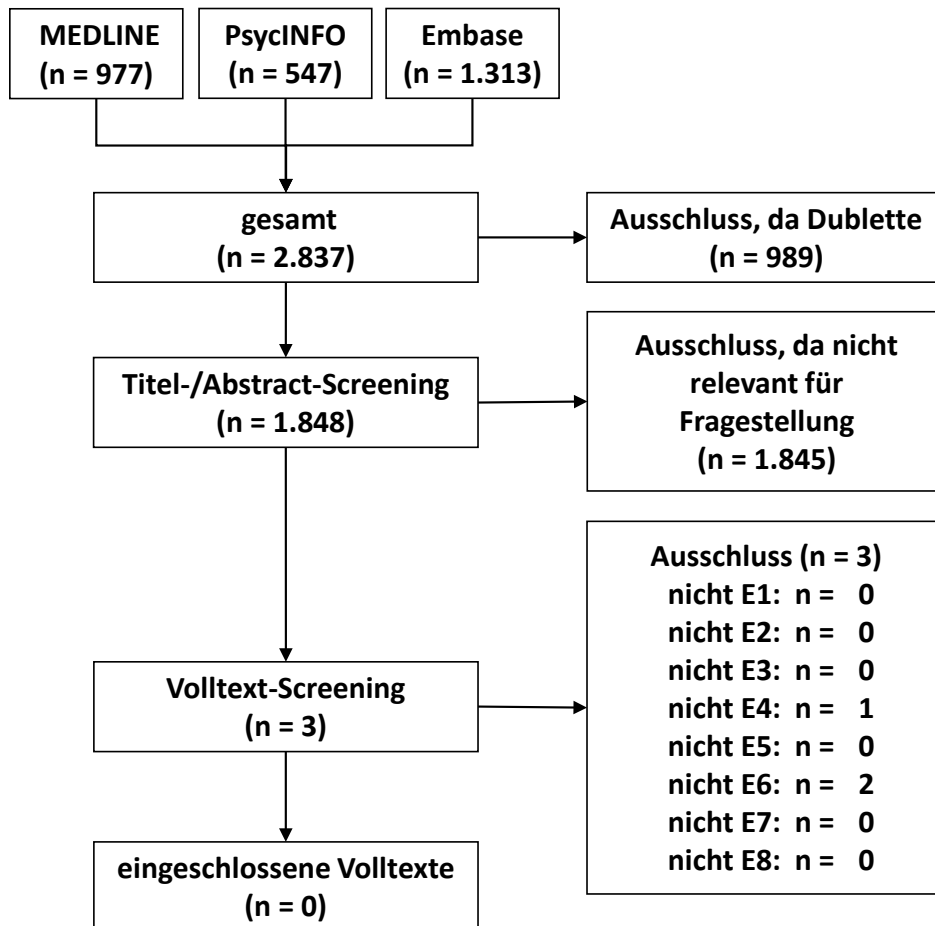 MEDLINE
(n = 977)
PsycINFO
(n = 547)
Embase
(n = 1.313)
gesamt
(n = 2.837)
Ausschluss, da Dublette
(n = 989)
Titel-/Abstract-Screening
(n = 1.848)
Ausschluss, da nicht
relevant für
Fragestellung
(n = 1.845)
Volltext-Screening
(n = 3)
Ausschluss (n = 3)
nicht E1: n = 0
nicht E2: n = 0
nicht E3: n = 0
nicht E4: n = 1
nicht E5: n = 0
nicht E6: n = 2
nicht E7: n = 0
nicht E8: n = 0
eingeschlossene Volltexte
(n = 0)